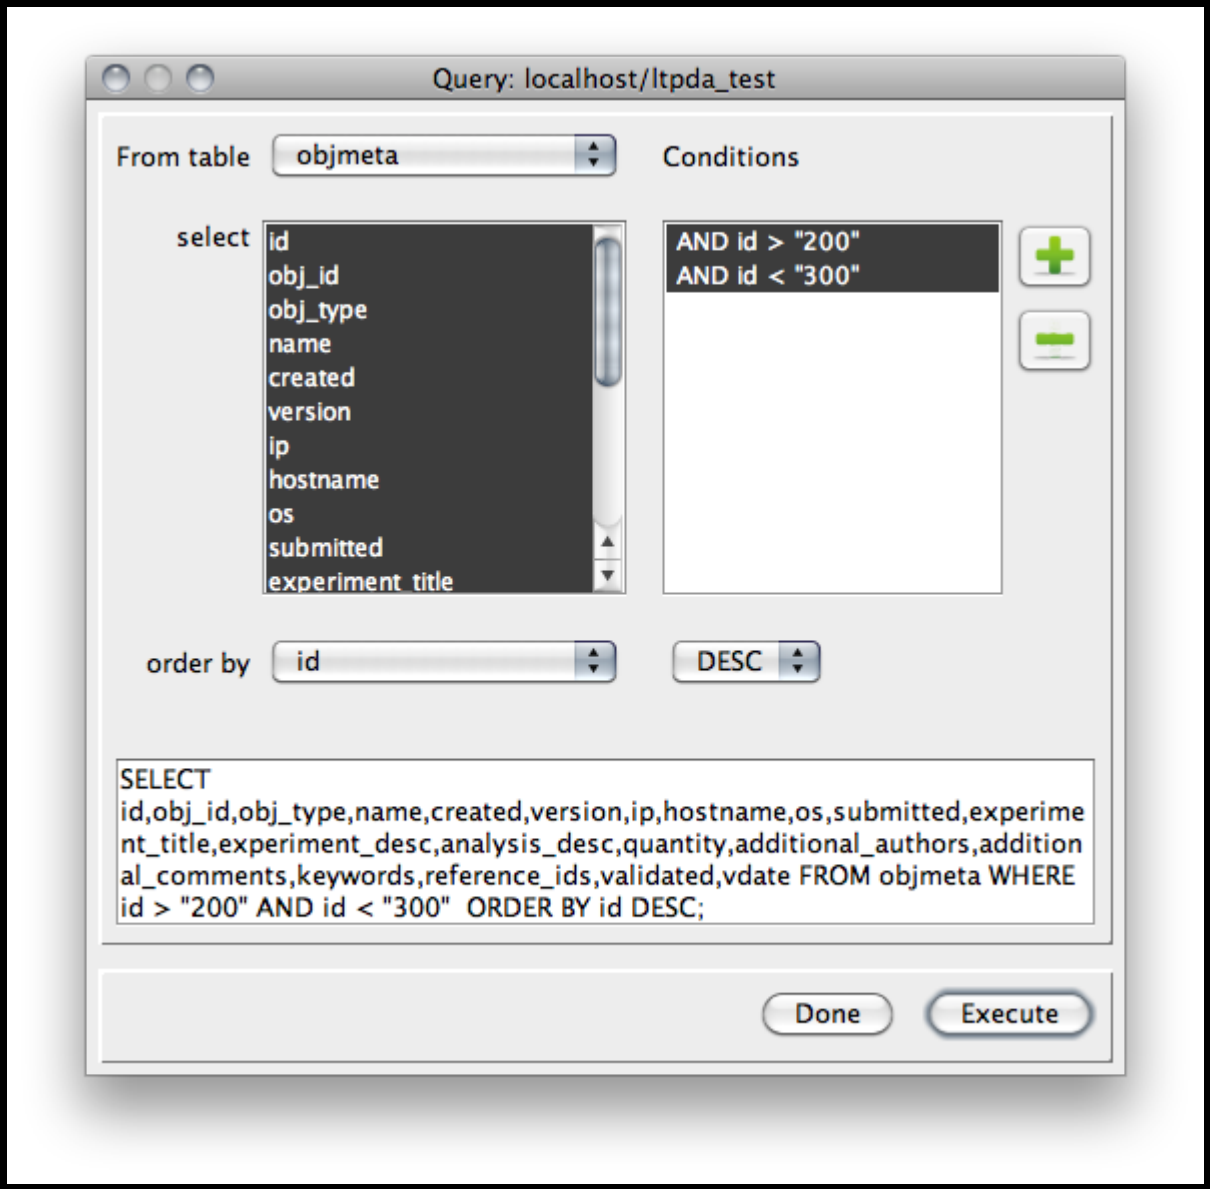 Query: localhost/ltpda_test
From table
objmeta
Conditions
select
id
obj_id
obj_type
name
created
version
ip
hostname
os
submitted
experiment_title
AND id > "200"
AND id < "300"
order by
id
DESC
SELECT
id,obj_id,obj_type,name,created,version,ip,hostname,os,submitted,experime
nt_title,experiment_desc,analysis_desc,quantity,additional_authors,addition
al_comments,keywords,reference_ids,validated,vdate FROM objmeta WHERE
id > "200" AND id < "300"  ORDER BY id DESC;
Done
Execute